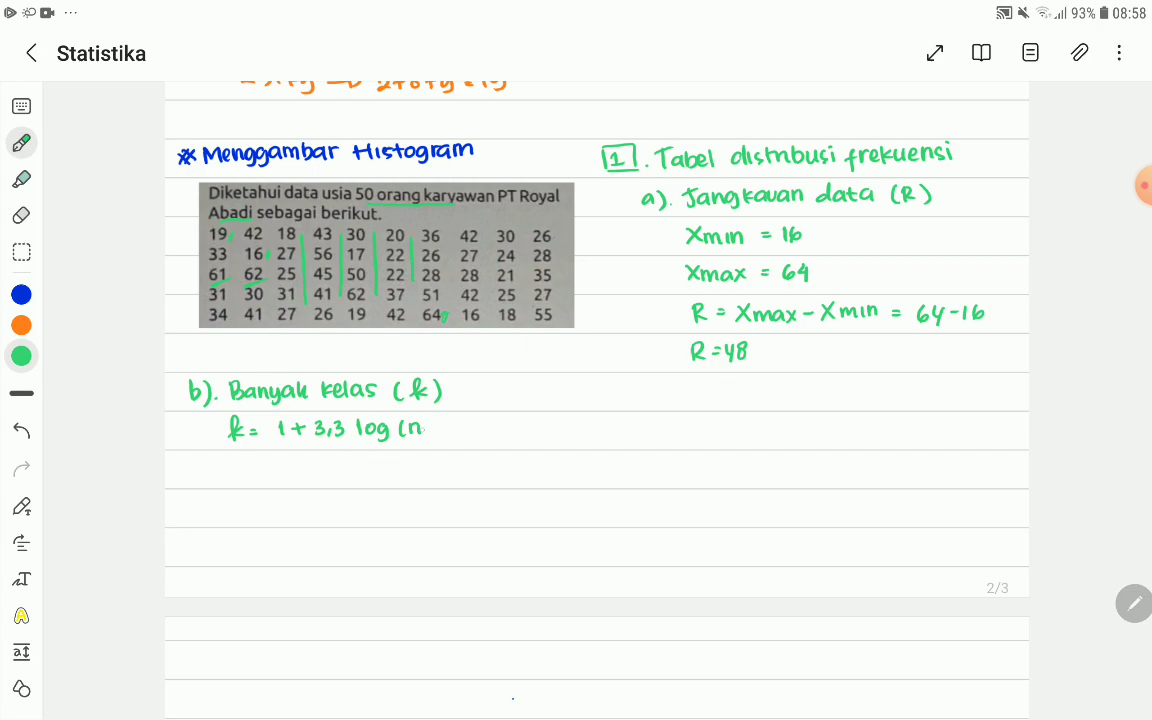 93% 08:58
Statistika
** Menggambar Histogram
Diketahui data usia 50 orang karyawan PT Royal
Abadi sebagai berikut.
19 42 18 43 30 20 36 42 30 26
33 16 27 56 17 22 26 27 24 28
61 62 25 45 50 22 28 28 21 35
31 30 31 41 62 37 51 42 25 27
34 41 27 26 19 42 64 16 18 55
1. Tabel distribusi frekuensi
a). Jangkauan data (R)
Xmin = 16
Xmax = 64
R = Xmax - Xmin = 64-16
R = 48
b). Banyak kelas (k)
k = 1 + 3,3 log (n
2/3